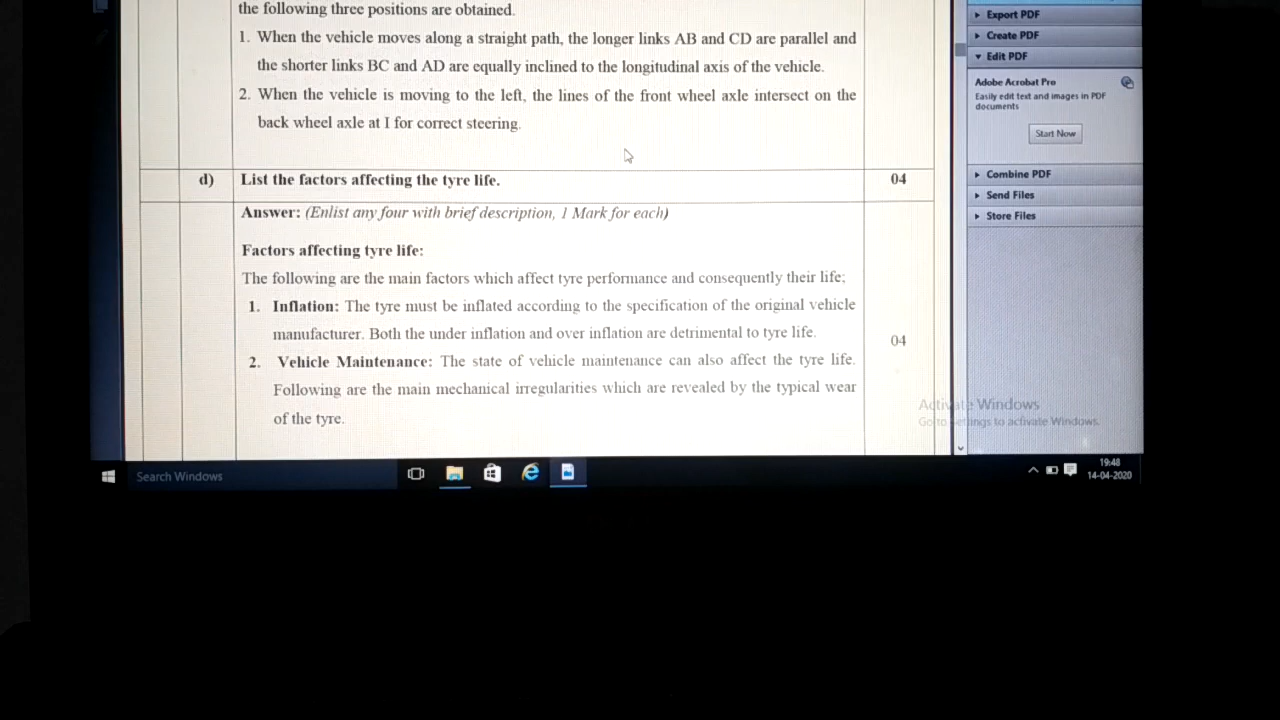 the following three positions are obtained.
1. When the vehicle moves along a straight path, the longer links AB and CD are parallel and
the shorter links BC and AD are equally inclined to the longitudinal axis of the vehicle.
2. When the vehicle is moving to the left, the lines of the front wheel axle intersect on the
back wheel axle at I for correct steering.
d) List the factors affecting the tyre life. 04
Answer: (Enlist any four with brief description, 1 Mark for each)
Factors affecting tyre life:
The following are the main factors which affect tyre performance and consequently their life:
1. Inflation: The tyre must be inflated according to the specification of the original vehicle
manufacturer. Both the under inflation and over inflation are detrimental to tyre life.
04
2. Vehicle Maintenance: The state of vehicle maintenance can also affect the tyre life.
Following are the main mechanical irregularities which are revealed by the typical wear
of the tyre.
Export PDF
Create PDF
Edit PDF
Adobe Acrobat Pro
Easily edit text and images in PDF
documents
Start Now
Combine PDF
Send Files
Store Files
Activate Windows
Go to Settings to activate Windows.
Search Windows
19:48
14-04-2020